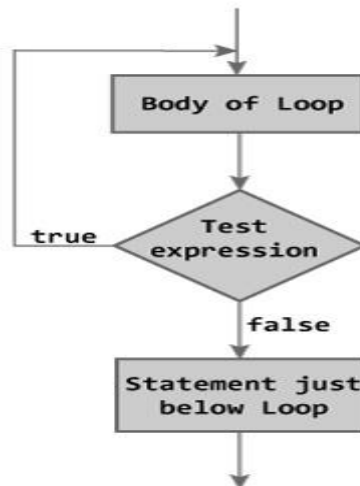 Body of Loop
Test
expression
true
false
Statement just
below Loop